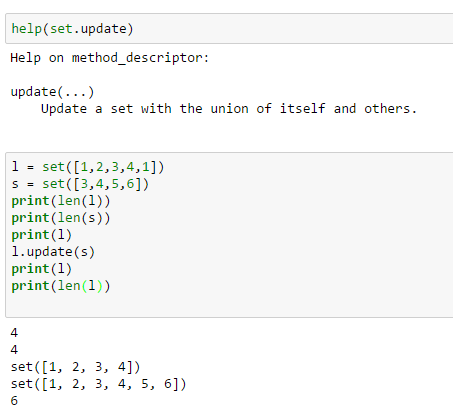 help(set.update)
Help on method_descriptor:
update(...)
    Update a set with the union of itself and others.
l = set([1,2,3,4,1])
s = set([3,4,5,6])
print(len(l))
print(len(s))
print(l)
l.update(s)
print(l)
print(len(l))
4
4
set([1, 2, 3, 4])
set([1, 2, 3, 4, 5, 6])
6